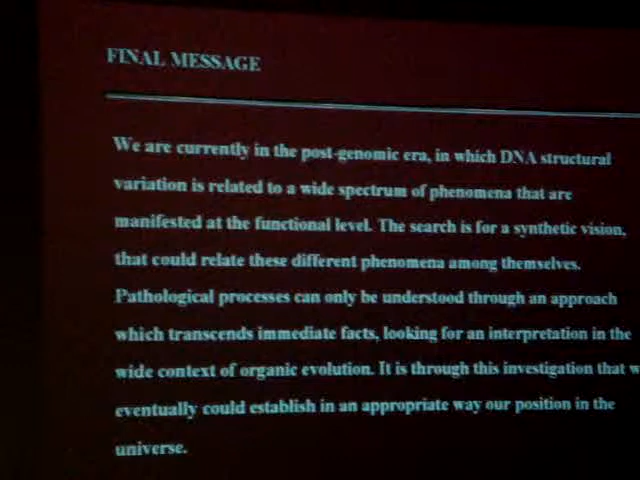 FINAL MESSAGE
We are currently in the post-genomic era, in which DNA structural
variation is related to a wide spectrum of phenomena that are
manifested at the functional level. The search is for a synthetic vision,
that could relate these different phenomena among themselves.
Pathological processes can only be understood through an approach
which transcends immediate facts, looking for an interpretation in the
wide context of organic evolution. It is through this investigation that
eventually could establish in an appropriate way our position in the
universe.